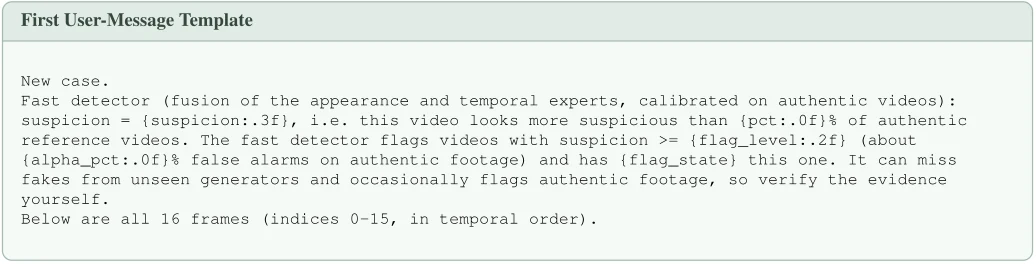 First User-Message Template
New case.
Fast detector (fusion of the appearance and temporal experts, calibrated on authentic videos):
suspicion = {suspicion:.3f}, i.e. this video looks more suspicious than {pct:.0f}% of authentic
reference videos. The fast detector flags videos with suspicion >= {flag_level:.2f} (about
{alpha_pct:.0f}% false alarms on authentic footage) and has {flag_state} this one. It can miss
fakes from unseen generators and occasionally flags authentic footage, so verify the evidence
yourself.
Below are all 16 frames (indices 0-15, in temporal order).